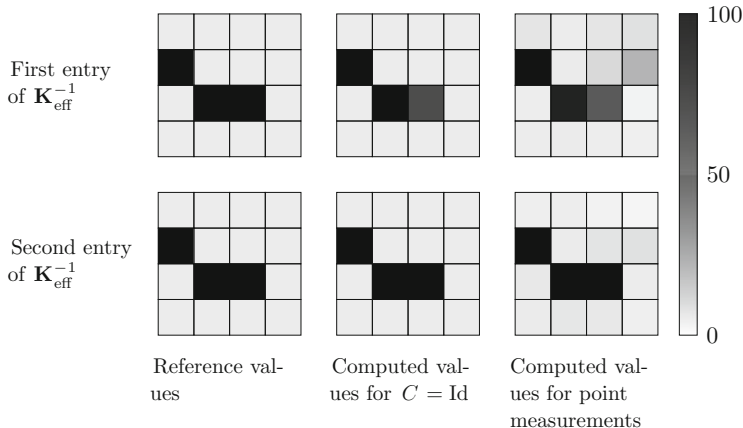 100
First entry
of K_eff^{-1}
50
Second entry
of K_eff^{-1}
0
Reference val-
ues
Computed val-
ues for C = Id
Computed val-
ues for point
measurements